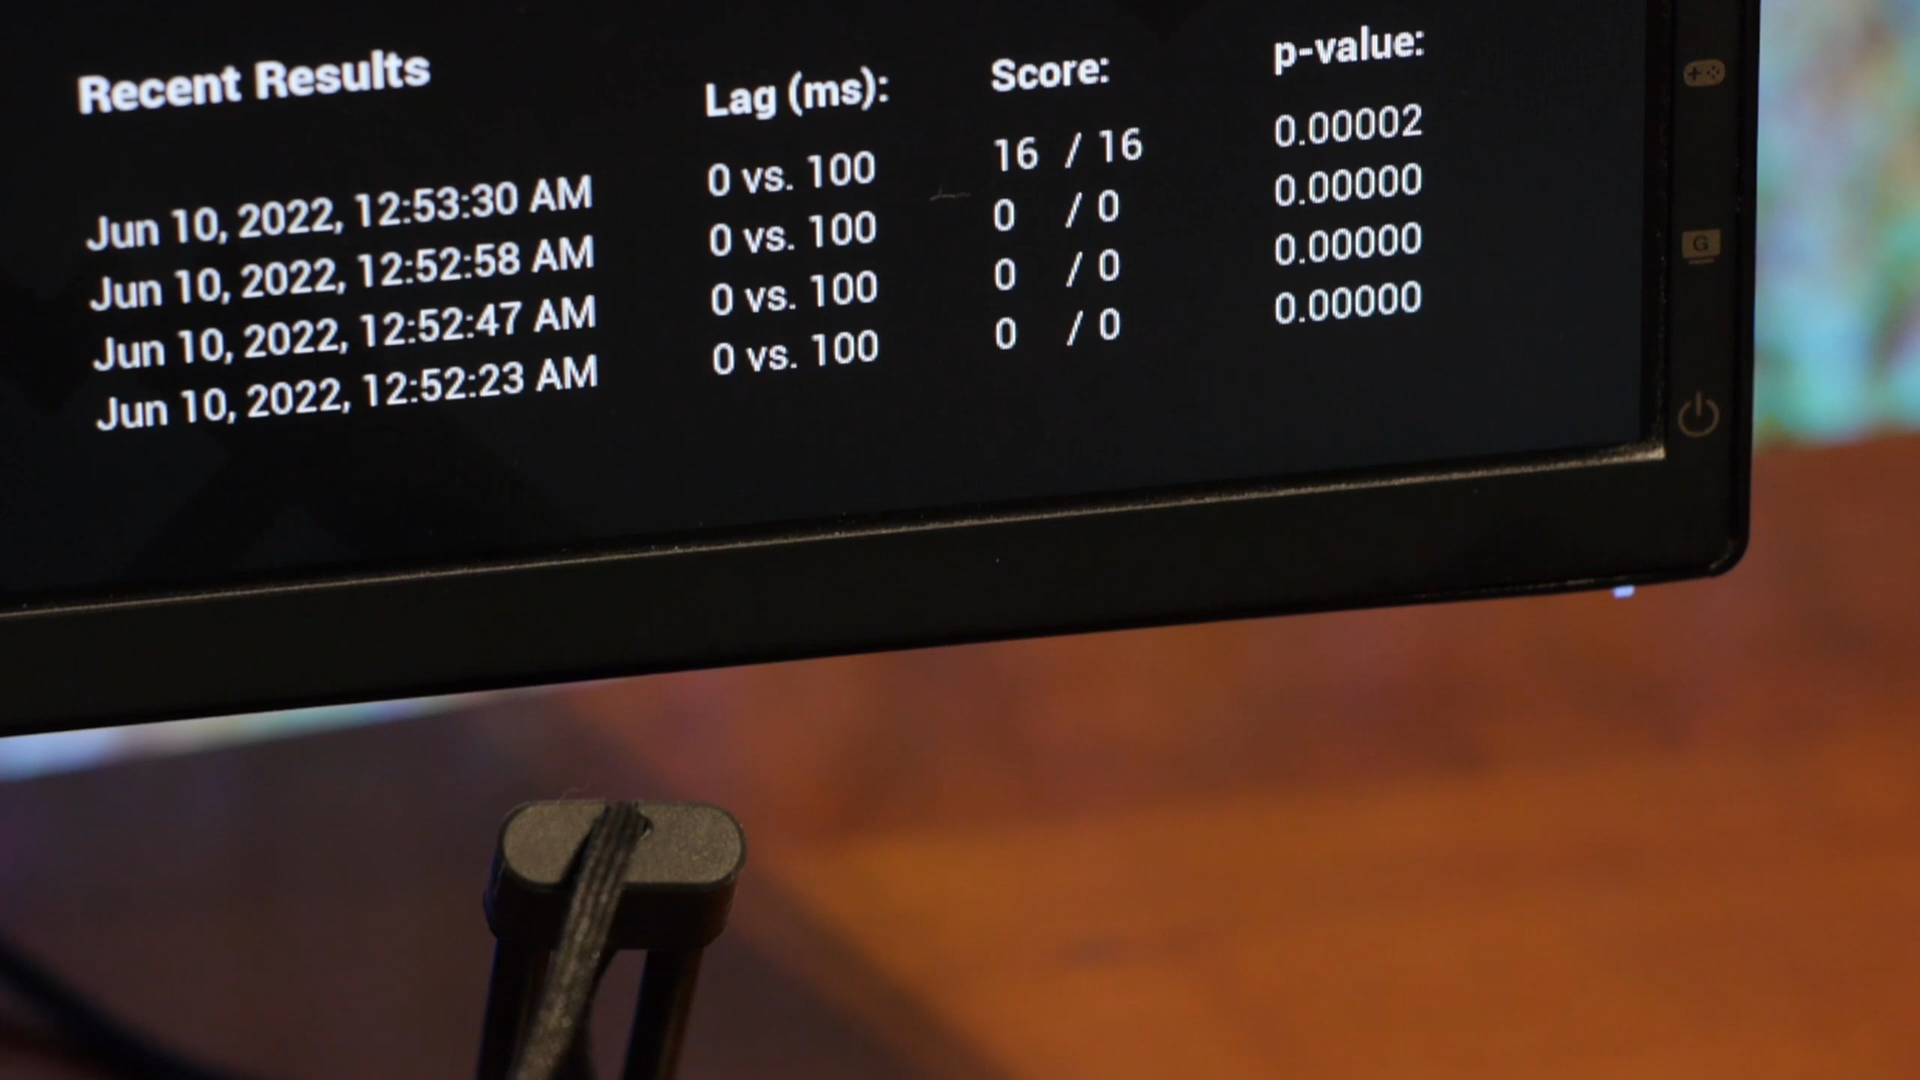 Recent Results
Lag (ms): Score: p-value:
Jun 10, 2022, 12:53:30 AM 0 vs. 100 16 / 16 0.00002
Jun 10, 2022, 12:52:58 AM 0 vs. 100 0 / 0 0.00000
Jun 10, 2022, 12:52:47 AM 0 vs. 100 0 / 0 0.00000
Jun 10, 2022, 12:52:23 AM 0 vs. 100 0 / 0 0.00000
G